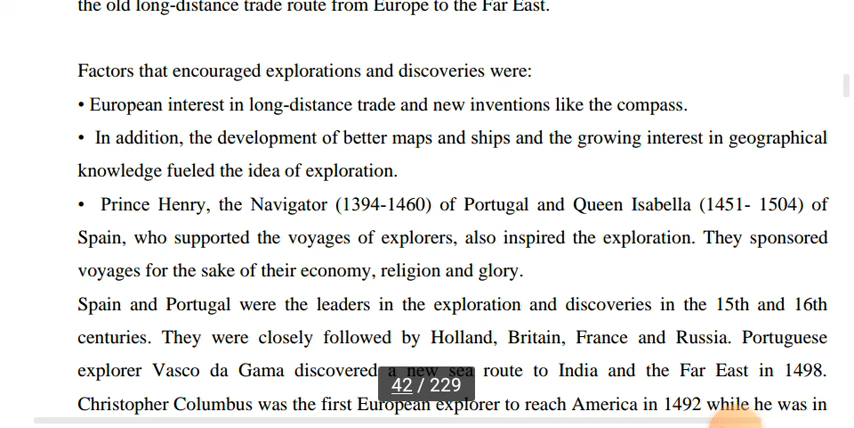 the old long-distance trade route from Europe to the Far East.
Factors that encouraged explorations and discoveries were:
• European interest in long-distance trade and new inventions like the compass.
• In addition, the development of better maps and ships and the growing interest in geographical
knowledge fueled the idea of exploration.
• Prince Henry, the Navigator (1394-1460) of Portugal and Queen Isabella (1451- 1504) of
Spain, who supported the voyages of explorers, also inspired the exploration. They sponsored
voyages for the sake of their economy, religion and glory.
Spain and Portugal were the leaders in the exploration and discoveries in the 15th and 16th
centuries. They were closely followed by Holland, Britain, France and Russia. Portuguese
explorer Vasco da Gama discovered a new sea route to India and the Far East in 1498.
42 / 229
Christopher Columbus was the first European explorer to reach America in 1492 while he was in